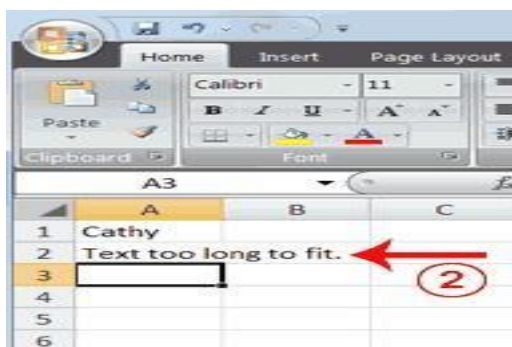 Home Insert Page Layout
Calibri 11
B I U A A
Paste A
Clipboard Font
A3
A B C
1 Cathy
2 Text too long to fit.
2
3
4
5
6